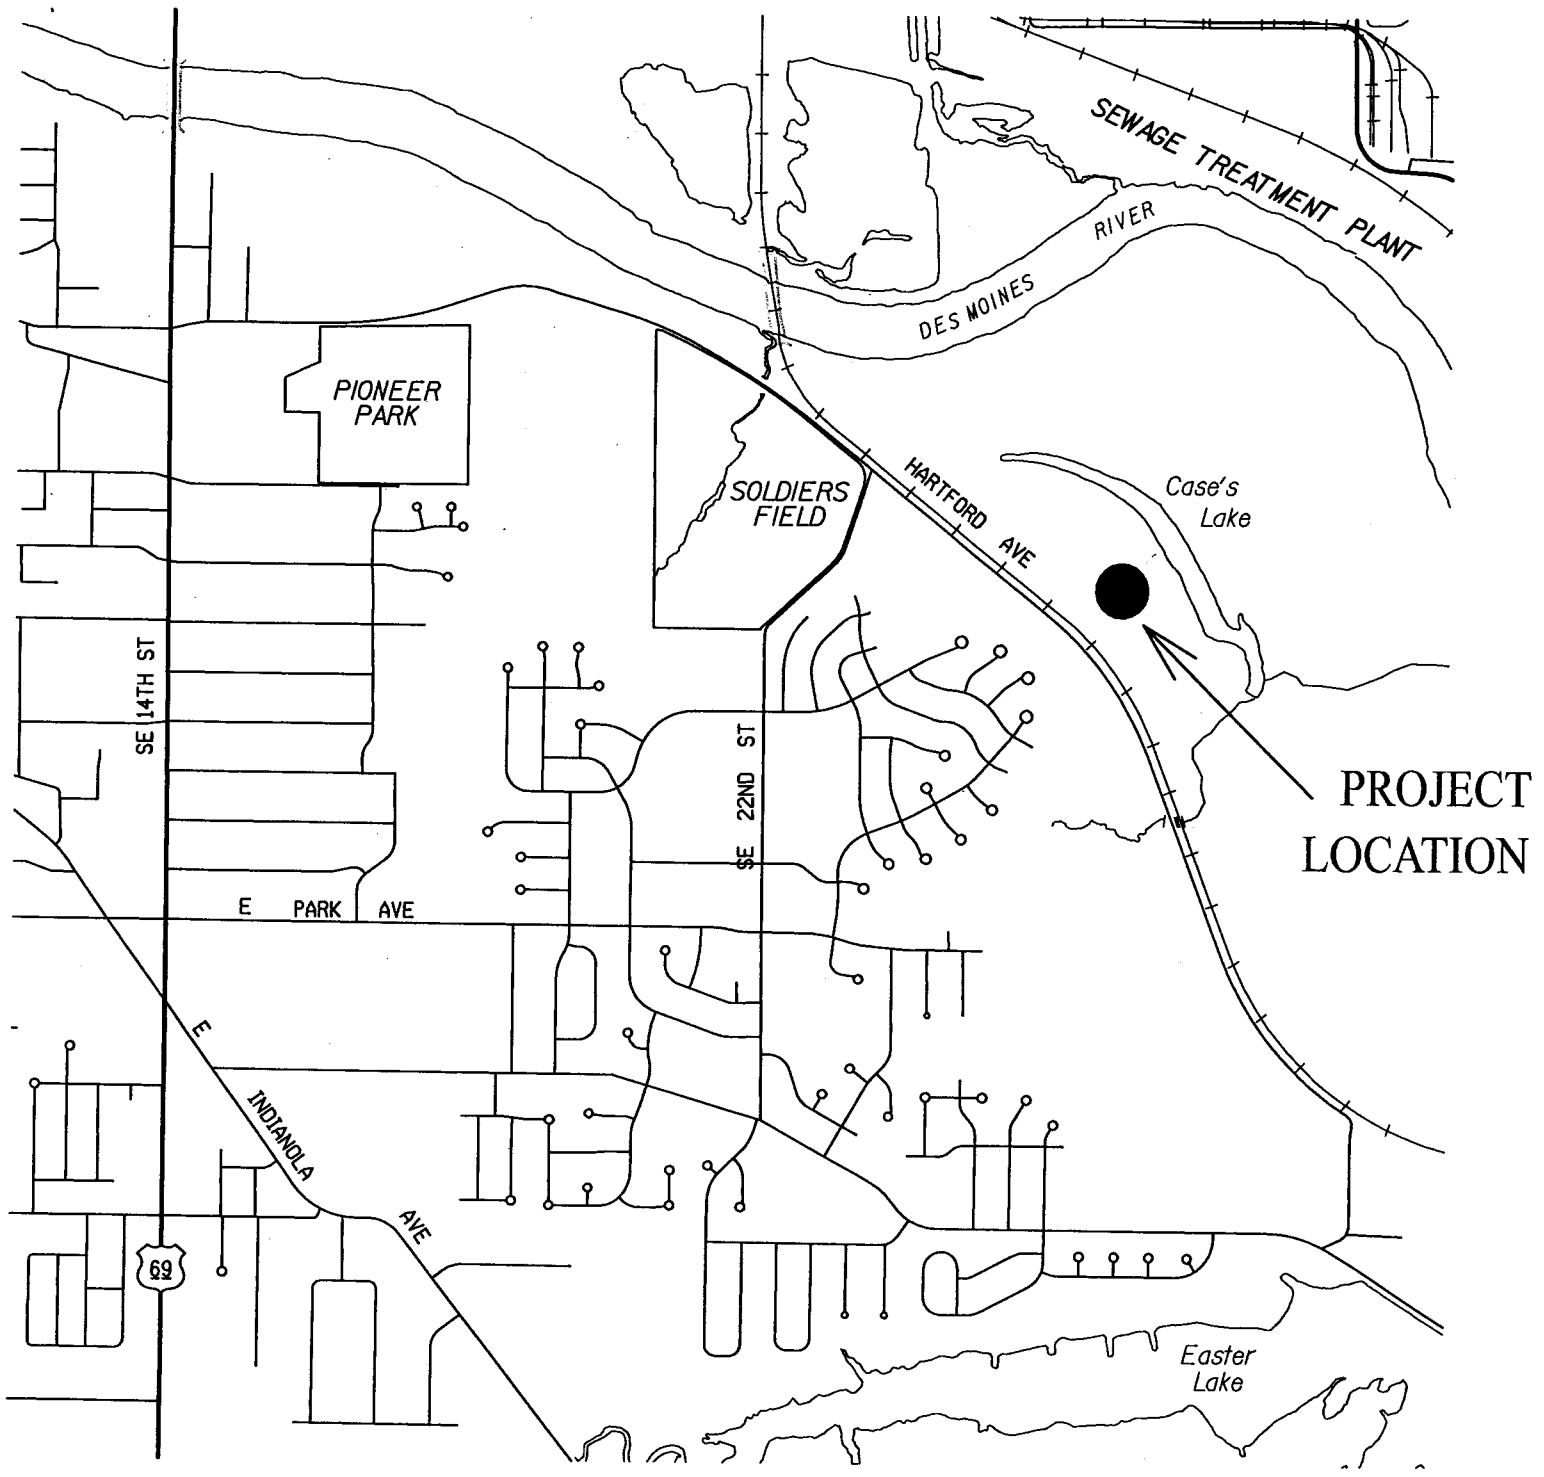 SEWAGE TREATMENT PLANT
RIVER
DES MOINES
PIONEER
PARK
SOLDIERS
FIELD
HARTFORD AVE
Case's
Lake
SE 14TH ST
SE 22ND ST
PROJECT
LOCATION
E PARK AVE
E INDIANOLA AVE
69
Easter
Lake